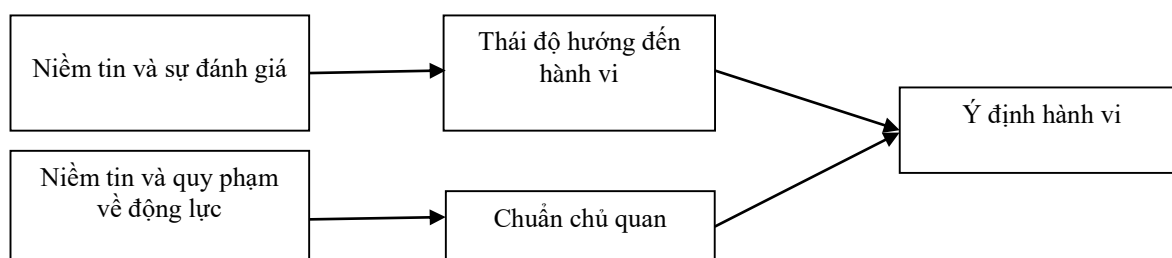 Niềm tin và sự đánh giá
Thái độ hướng đến
hành vi
Ý định hành vi
Niềm tin và quy phạm
về động lực
Chuẩn chủ quan